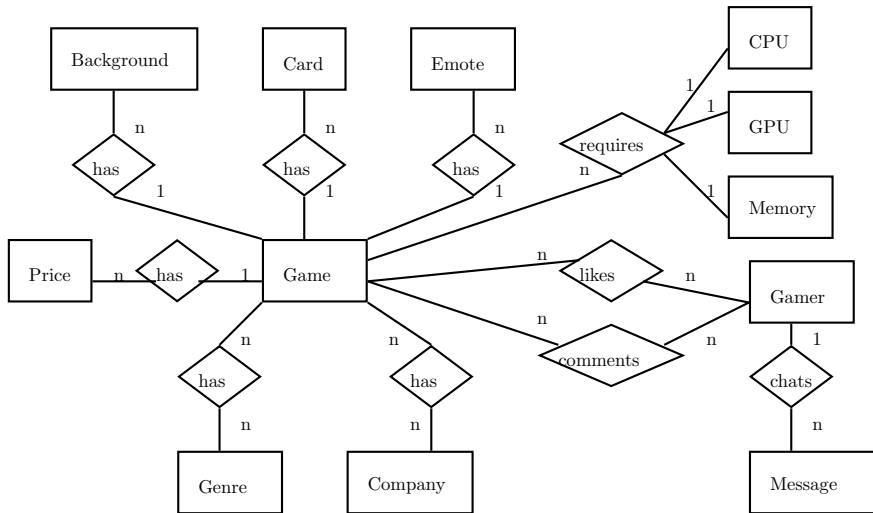 CPU
Background
Card
Emote
1
1
GPU
n
n
n
requires
has
has
has
n
1
1
1
1
Memory
n
n
Price
n
has
1
Game
likes
Gamer
n
comments
n
1
n
n
has
has
chats
n
n
n
Genre
Company
Message